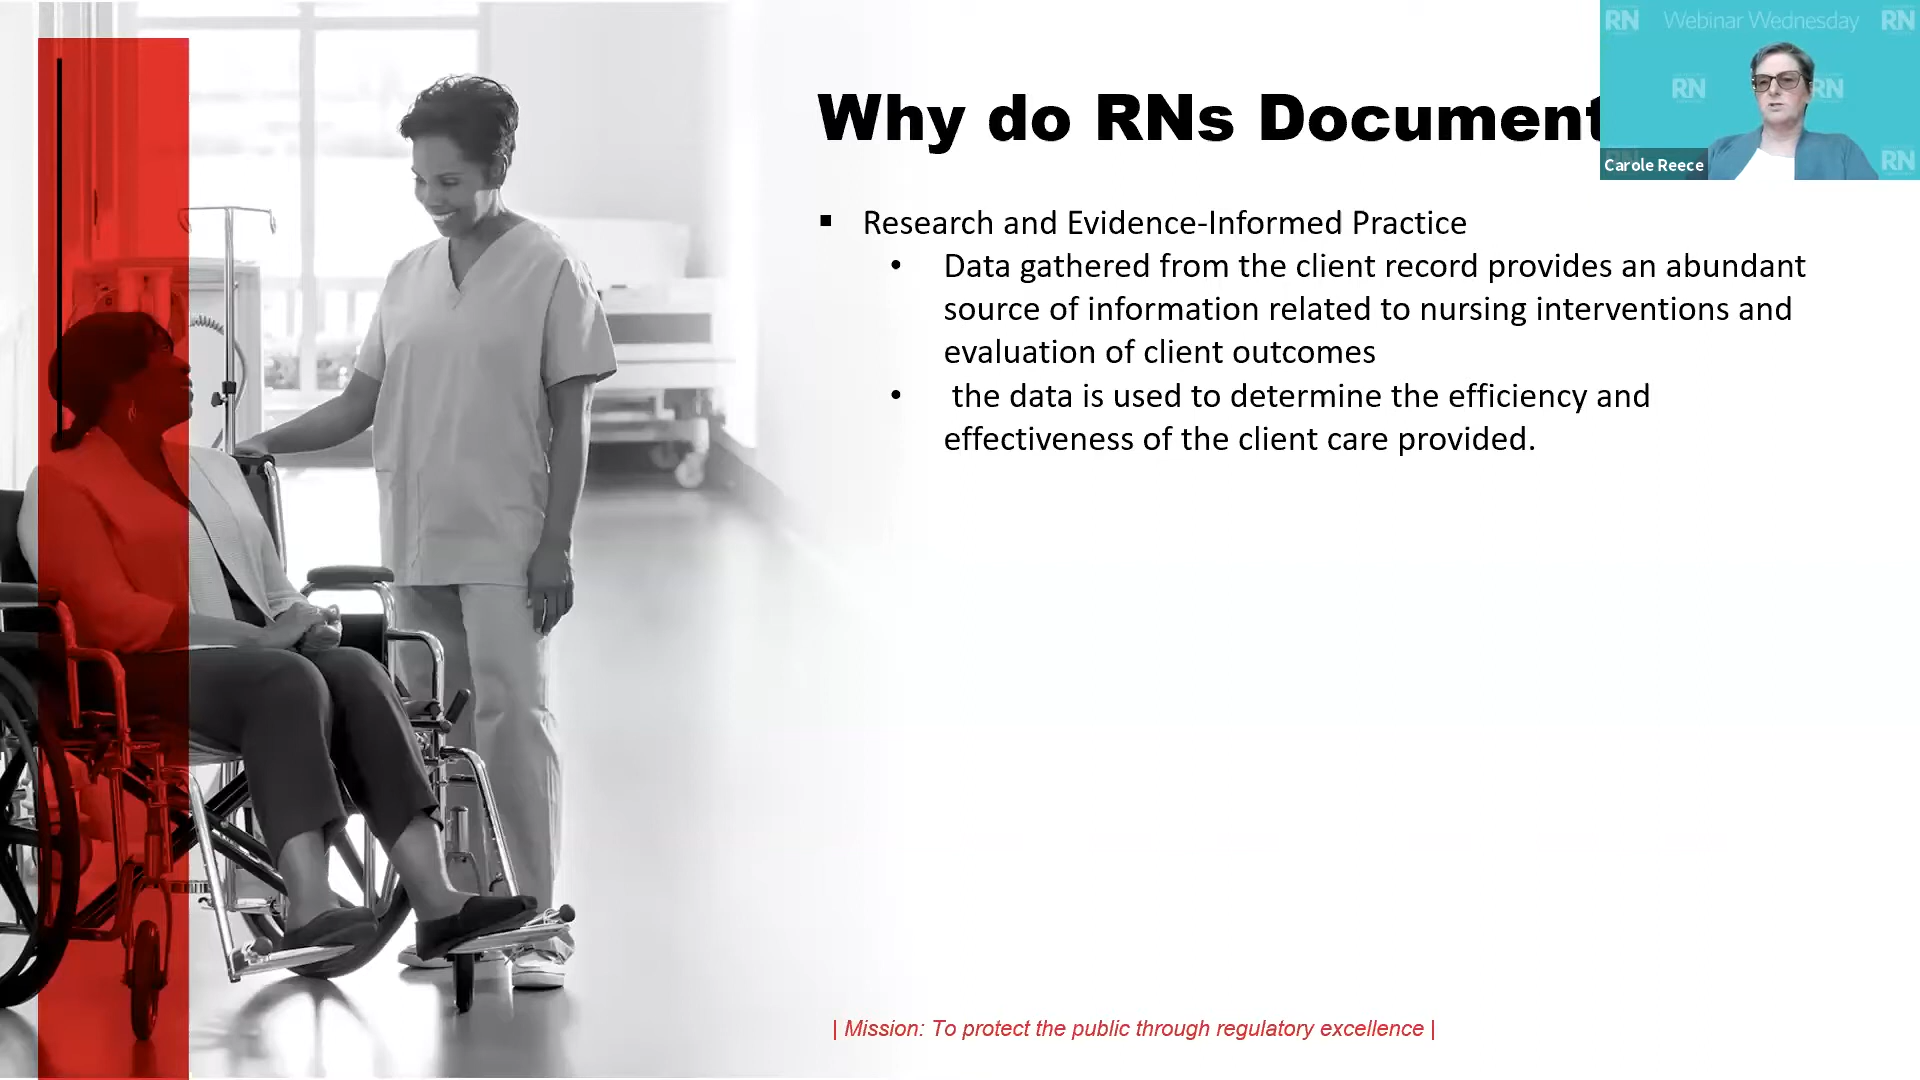 Why do RNs Document
RN Webinar Wednesday RN
RN RN
Carole Reece
RN
▪ Research and Evidence-Informed Practice
• Data gathered from the client record provides an abundant
source of information related to nursing interventions and
evaluation of client outcomes
• the data is used to determine the efficiency and
effectiveness of the client care provided.
| Mission: To protect the public through regulatory excellence |